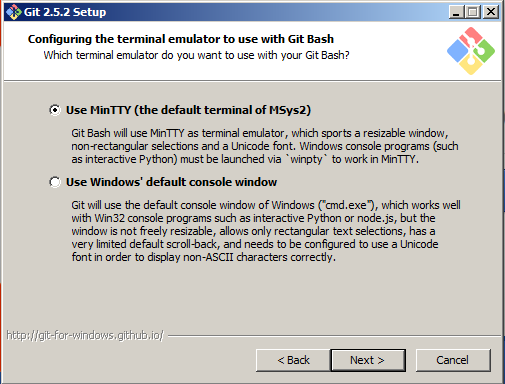 Git 2.5.2 Setup
Configuring the terminal emulator to use with Git Bash
Which terminal emulator do you want to use with your Git Bash?
Use MinTTY (the default terminal of MSys2)
Git Bash will use MinTTY as terminal emulator, which sports a resizable window,
non-rectangular selections and a Unicode font. Windows console programs (such
as interactive Python) must be launched via `winpty` to work in MinTTY.
Use Windows' default console window
Git will use the default console window of Windows ("cmd.exe"), which works well
with Win32 console programs such as interactive Python or node.js, but the
window is not freely resizable, allows only rectangular text selections, has a
very limited default scroll-back, and needs to be configured to use a Unicode
font in order to display non-ASCII characters correctly.
http://git-for-windows.github.io/
< Back
Next >
Cancel